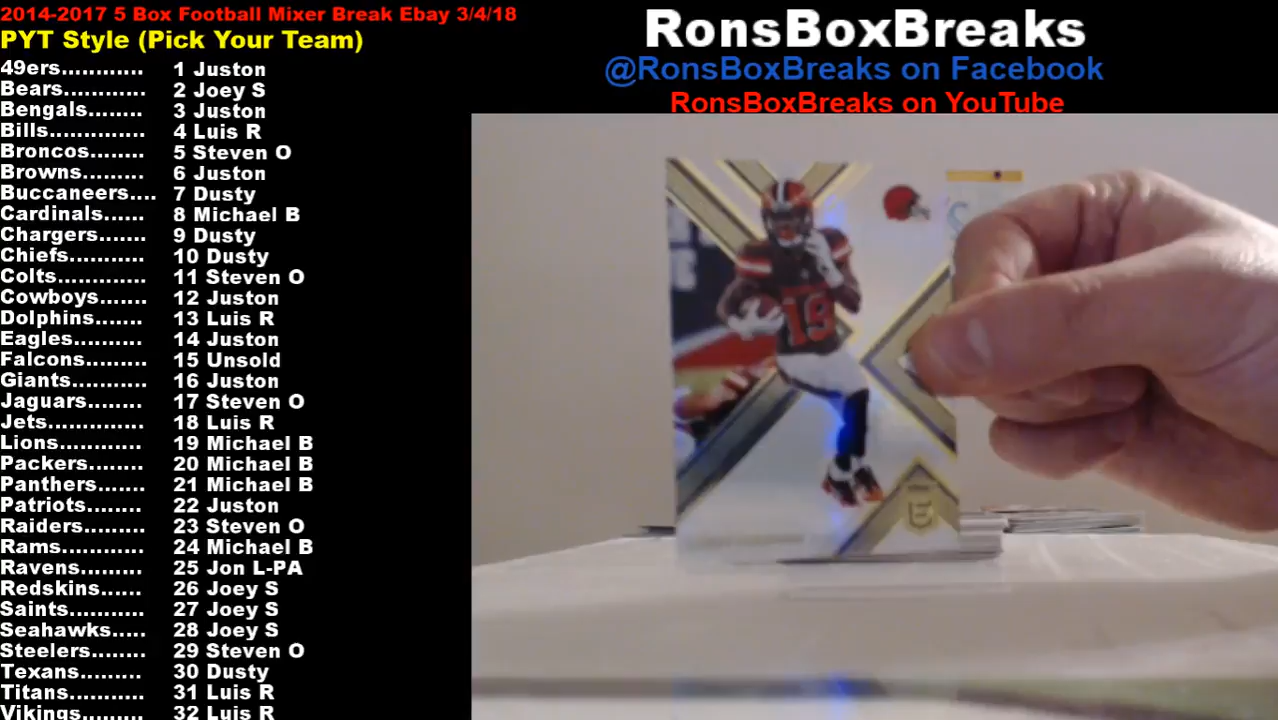 2014-2017 5 Box Football Mixer Break Ebay 3/4/18
PYT Style (Pick Your Team)
49ers............ 1 Juston
Bears............ 2 Joey S
Bengals........ 3 Juston
Bills.............. 4 Luis R
Broncos........ 5 Steven O
Browns......... 6 Juston
Buccaneers.... 7 Dusty
Cardinals...... 8 Michael B
Chargers....... 9 Dusty
Chiefs........... 10 Dusty
Colts............. 11 Steven O
Cowboys....... 12 Juston
Dolphins....... 13 Luis R
Eagles........... 14 Juston
Falcons......... 15 Unsold
Giants........... 16 Juston
Jaguars........ 17 Steven O
Jets.............. 18 Luis R
Lions............ 19 Michael B
Packers........ 20 Michael B
Panthers....... 21 Michael B
Patriots........ 22 Juston
Raiders......... 23 Steven O
Rams............ 24 Michael B
Ravens......... 25 Jon L-PA
Redskins...... 26 Joey S
Saints........... 27 Joey S
Seahawks..... 28 Joey S
Steelers........ 29 Steven O
Texans......... 30 Dusty
Titans........... 31 Luis R
Vikings......... 32 Luis R
RonsBoxBreaks
@RonsBoxBreaks on Facebook
RonsBoxBreaks on YouTube
19